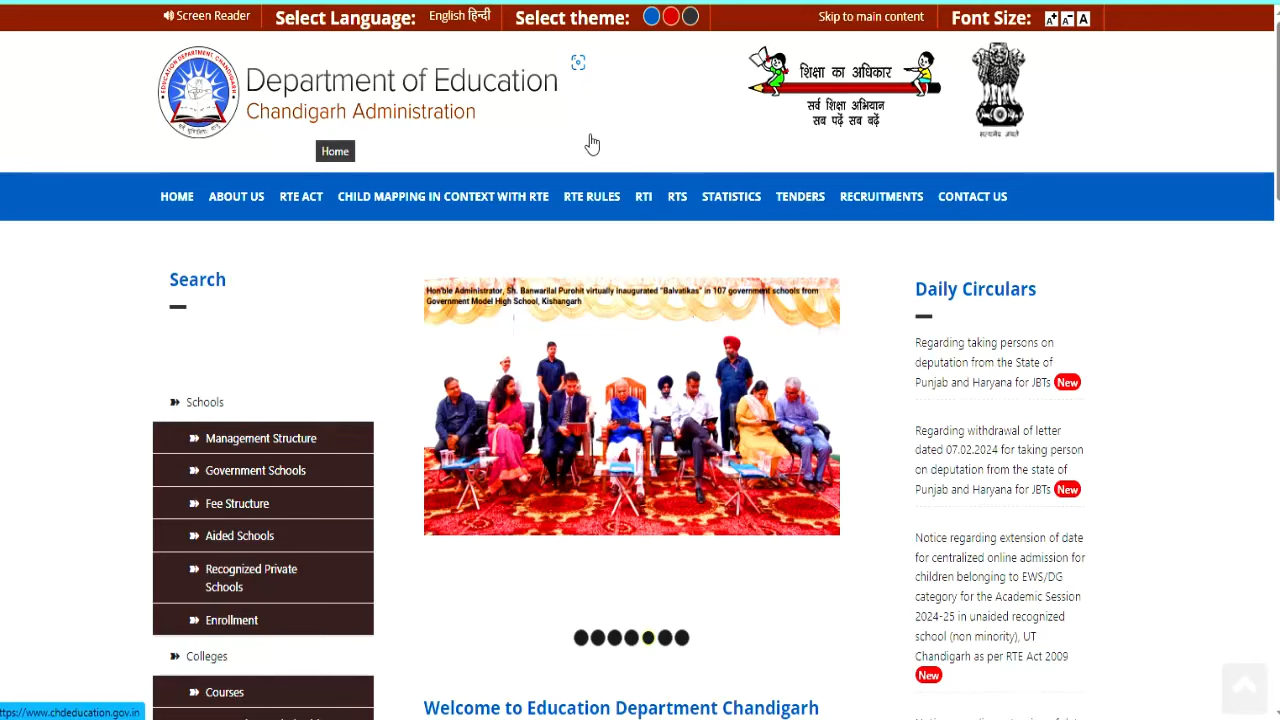 Screen Reader
Select Language:
English हिन्दी
Select theme:
Skip to main content
Font Size:
A+ A- A
Department of Education
Chandigarh Administration
EDUCATION DEPARTMENT, CHANDIGARH
शिक्षा का अधिकार
सर्व शिक्षा अभियान
सब पढ़ें सब बढ़ें
सत्यमेव जयते
Home
HOME ABOUT US RTE ACT CHILD MAPPING IN CONTEXT WITH RTE RTE RULES RTI RTS STATISTICS TENDERS RECRUITMENTS CONTACT US
Search
Schools
Management Structure
Government Schools
Fee Structure
Aided Schools
Recognized Private
Schools
Enrollment
Colleges
Courses
Hon'ble Administrator, Sh. Banwarilal Purohit virtually inaugurated "Balvatikas" in 107 government schools from
Government Model High School, Kishangarh
Welcome to Education Department Chandigarh
Daily Circulars
Regarding taking persons on
deputation from the State of
Punjab and Haryana for JBTs New
Regarding withdrawal of letter
dated 07.02.2024 for taking person
on deputation from the state of
Punjab and Haryana for JBTs New
Notice regarding extension of date
for centralized online admission for
children belonging to EWS/DG
category for the Academic Session
2024-25 in unaided recognized
school (non minority), UT
Chandigarh as per RTE Act 2009
New
ttps://www.chdeducation.gov.in